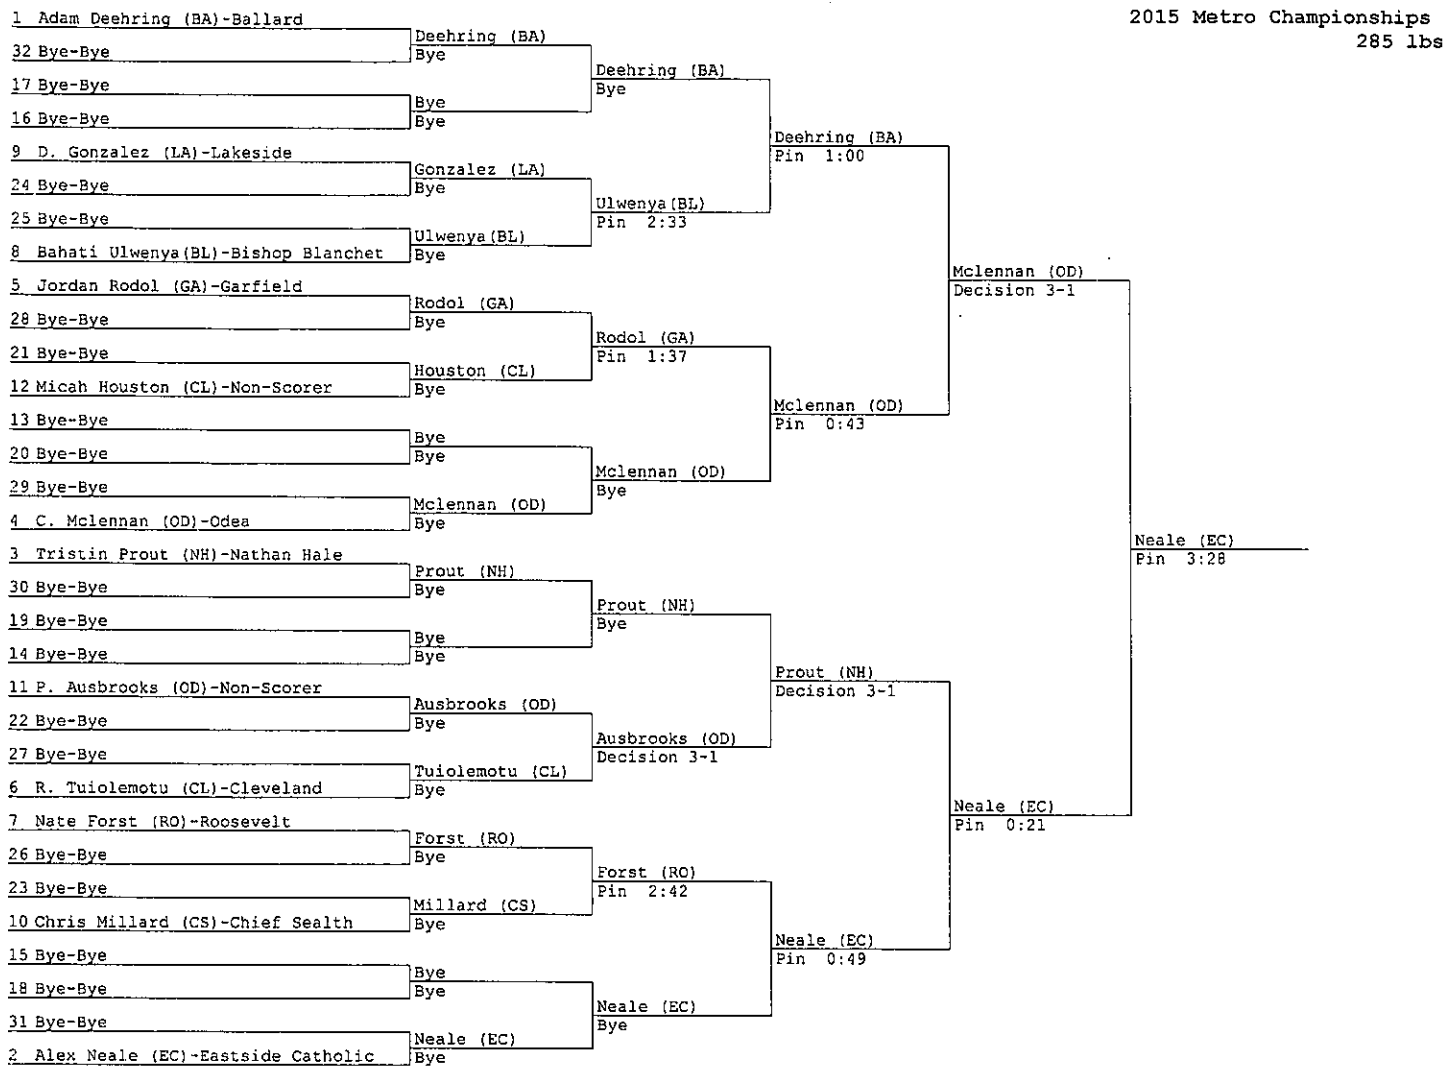 2015 Metro Championships
285 lbs
1 Adam Deehring (BA)-Ballard
32 Bye-Bye
17 Bye-Bye
16 Bye-Bye
9 D. Gonzalez (LA)-Lakeside
24 Bye-Bye
25 Bye-Bye
8 Bahati Ulwenya(BL)-Bishop Blanchet
5 Jordan Rodol (GA)-Garfield
28 Bye-Bye
21 Bye-Bye
12 Micah Houston (CL)-Non-Scorer
13 Bye-Bye
20 Bye-Bye
29 Bye-Bye
4 C. Mclennan (OD)-Odea
3 Tristin Prout (NH)-Nathan Hale
30 Bye-Bye
19 Bye-Bye
14 Bye-Bye
11 P. Ausbrooks (OD)-Non-Scorer
22 Bye-Bye
27 Bye-Bye
6 R. Tuiolemotu (CL)-Cleveland
7 Nate Forst (RO)-Roosevelt
26 Bye-Bye
23 Bye-Bye
10 Chris Millard (CS)-Chief Sealth
15 Bye-Bye
18 Bye-Bye
31 Bye-Bye
2 Alex Neale (EC)-Eastside Catholic
Deehring (BA)
Bye
Bye
Bye
Gonzalez (LA)
Bye
Ulwenya(BL)
Bye
Rodol (GA)
Bye
Houston (CL)
Bye
Bye
Bye
Mclennan (OD)
Bye
Prout (NH)
Bye
Bye
Bye
Ausbrooks (OD)
Bye
Tuiolemotu (CL)
Bye
Forst (RO)
Bye
Millard (CS)
Bye
Bye
Bye
Neale (EC)
Bye
Deehring (BA)
Bye
Ulwenya(BL)
Pin 2:33
Rodol (GA)
Pin 1:37
Mclennan (OD)
Bye
Prout (NH)
Bye
Ausbrooks (OD)
Decision 3-1
Forst (RO)
Pin 2:42
Neale (EC)
Bye
Deehring (BA)
Pin 1:00
Mclennan (OD)
Pin 0:43
Prout (NH)
Decision 3-1
Neale (EC)
Pin 0:49
Mclennan (OD)
Decision 3-1
Neale (EC)
Pin 0:21
Neale (EC)
Pin 3:28